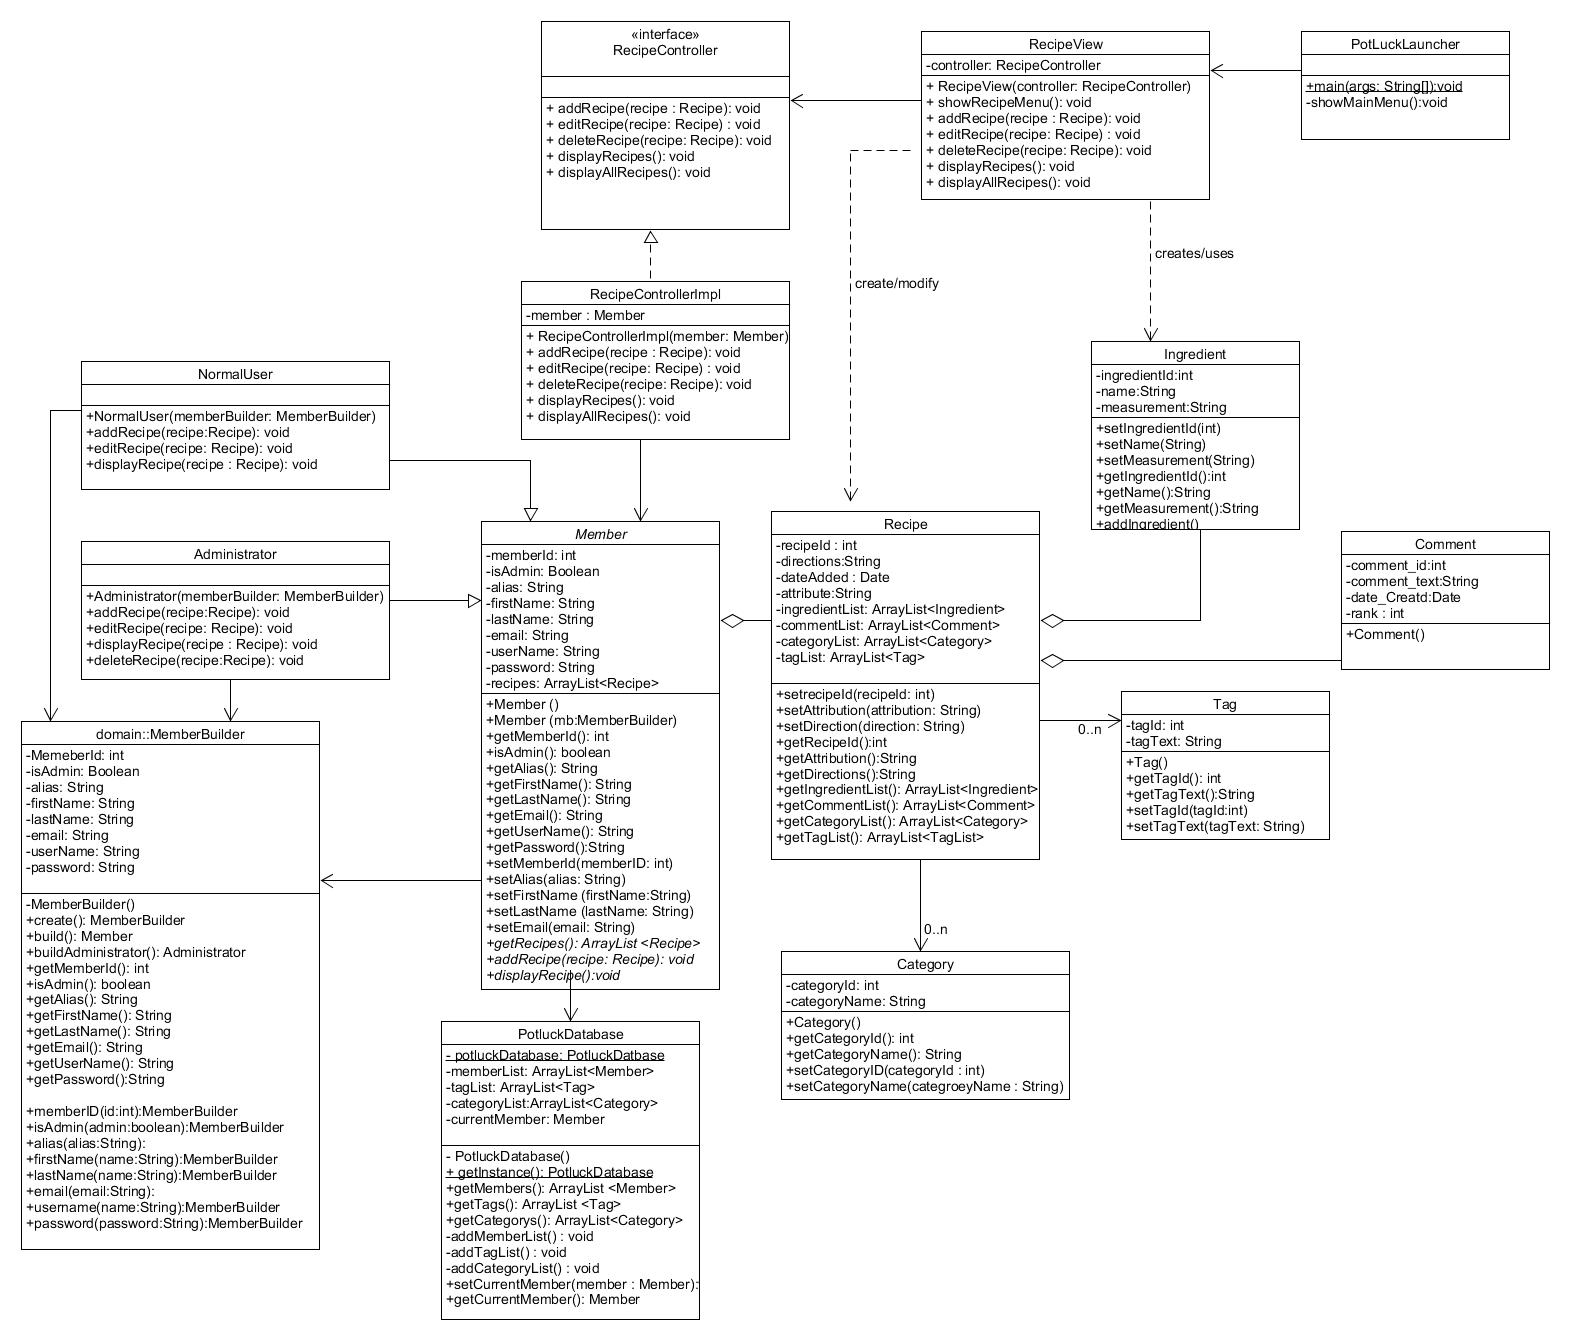 «interface»
RecipeController
+ addRecipe(recipe : Recipe): void
+ editRecipe(recipe: Recipe) : void
+ deleteRecipe(recipe: Recipe): void
+ displayRecipes(): void
+ displayAllRecipes(): void
RecipeView
-controller: RecipeController
+ RecipeView(controller: RecipeController)
+ showRecipeMenu(): void
+ addRecipe(recipe : Recipe): void
+ editRecipe(recipe: Recipe) : void
+ deleteRecipe(recipe: Recipe): void
+ displayRecipes(): void
+ displayAllRecipes(): void
PotLuckLauncher
+main(args: String[]):void
-showMainMenu():void
creates/uses
create/modify
RecipeControllerImpl
-member : Member
+ RecipeControllerImpl(member: Member)
+ addRecipe(recipe : Recipe): void
+ editRecipe(recipe: Recipe) : void
+ deleteRecipe(recipe: Recipe): void
+ displayRecipes(): void
+ displayAllRecipes(): void
Ingredient
-ingredientId:int
-name:String
-measurement:String
+setIngredientId(int)
+setName(String)
+setMeasurement(String)
+getIngredientId():int
+getName():String
+getMeasurement():String
+addIngredient()
NormalUser
+NormalUser(memberBuilder: MemberBuilder)
+addRecipe(recipe:Recipe): void
+editRecipe(recipe: Recipe): void
+displayRecipe(recipe : Recipe): void
Administrator
+Administrator(memberBuilder: MemberBuilder)
+addRecipe(recipe:Recipe): void
+editRecipe(recipe: Recipe): void
+displayRecipe(recipe : Recipe): void
+deleteRecipe(recipe:Recipe): void
Member
-memberId: int
-isAdmin: Boolean
-alias: String
-firstName: String
-lastName: String
-email: String
-userName: String
-password: String
-recipes: ArrayList<Recipe>
+Member ()
+Member (mb:MemberBuilder)
+getMemberId(): int
+isAdmin(): boolean
+getAlias(): String
+getFirstName(): String
+getLastName(): String
+getEmail(): String
+getUserName(): String
+getPassword():String
+setMemberId(memberID: int)
+setAlias(alias: String)
+setFirstName (firstName:String)
+setLastName (lastName: String)
+setEmail(email: String)
+getRecipes(): ArrayList <Recipe>
+addRecipe(recipe: Recipe): void
+displayRecipe():void
Recipe
-recipeId : int
-directions:String
-dateAdded : Date
-attribute:String
-ingredientList: ArrayList<Ingredient>
-commentList: ArrayList<Comment>
-categoryList: ArrayList<Category>
-tagList: ArrayList<Tag>
+setrecipeId(recipeId: int)
+setAttribution(attribution: String)
+setDirection(direction: String)
+getRecipeId():int
+getAttribution():String
+getDirections():String
+getIngredientList(): ArrayList<Ingredient>
+getCommentList(): ArrayList<Comment>
+getCategoryList(): ArrayList<Category>
+getTagList(): ArrayList<TagList>
Comment
-comment_id:int
-comment_text:String
-date_Creatd:Date
-rank : int
+Comment()
0..n
Tag
-tagId: int
-tagText: String
+Tag()
+getTagId(): int
+getTagText():String
+setTagId(tagId:int)
+setTagText(tagText: String)
domain::MemberBuilder
-MemeberId: int
-isAdmin: Boolean
-alias: String
-firstName: String
-lastName: String
-email: String
-userName: String
-password: String
-MemberBuilder()
+create(): MemberBuilder
+build(): Member
+buildAdministrator(): Administrator
+getMemberId(): int
+isAdmin(): boolean
+getAlias(): String
+getFirstName(): String
+getLastName(): String
+getEmail(): String
+getUserName(): String
+getPassword():String
+memberID(id:int):MemberBuilder
+isAdmin(admin:boolean):MemberBuilder
+alias(alias:String):
+firstName(name:String):MemberBuilder
+lastName(name:String):MemberBuilder
+email(email:String):
+username(name:String):MemberBuilder
+password(password:String):MemberBuilder
0..n
Category
-categoryId: int
-categoryName: String
+Category()
+getCategoryId(): int
+getCategoryName(): String
+setCategoryID(categoryId : int)
+setCategoryName(categroeyName : String)
PotluckDatabase
- potluckDatabase: PotluckDatbase
-memberList: ArrayList<Member>
-tagList: ArrayList<Tag>
-categoryList:ArrayList<Category>
-currentMember: Member
- PotluckDatabase()
+ getInstance(): PotluckDatabase
+getMembers(): ArrayList <Member>
+getTags(): ArrayList <Tag>
+getCategorys(): ArrayList<Category>
-addMemberList() : void
-addTagList() : void
-addCategoryList() : void
+setCurrentMember(member : Member):
+getCurrentMember(): Member